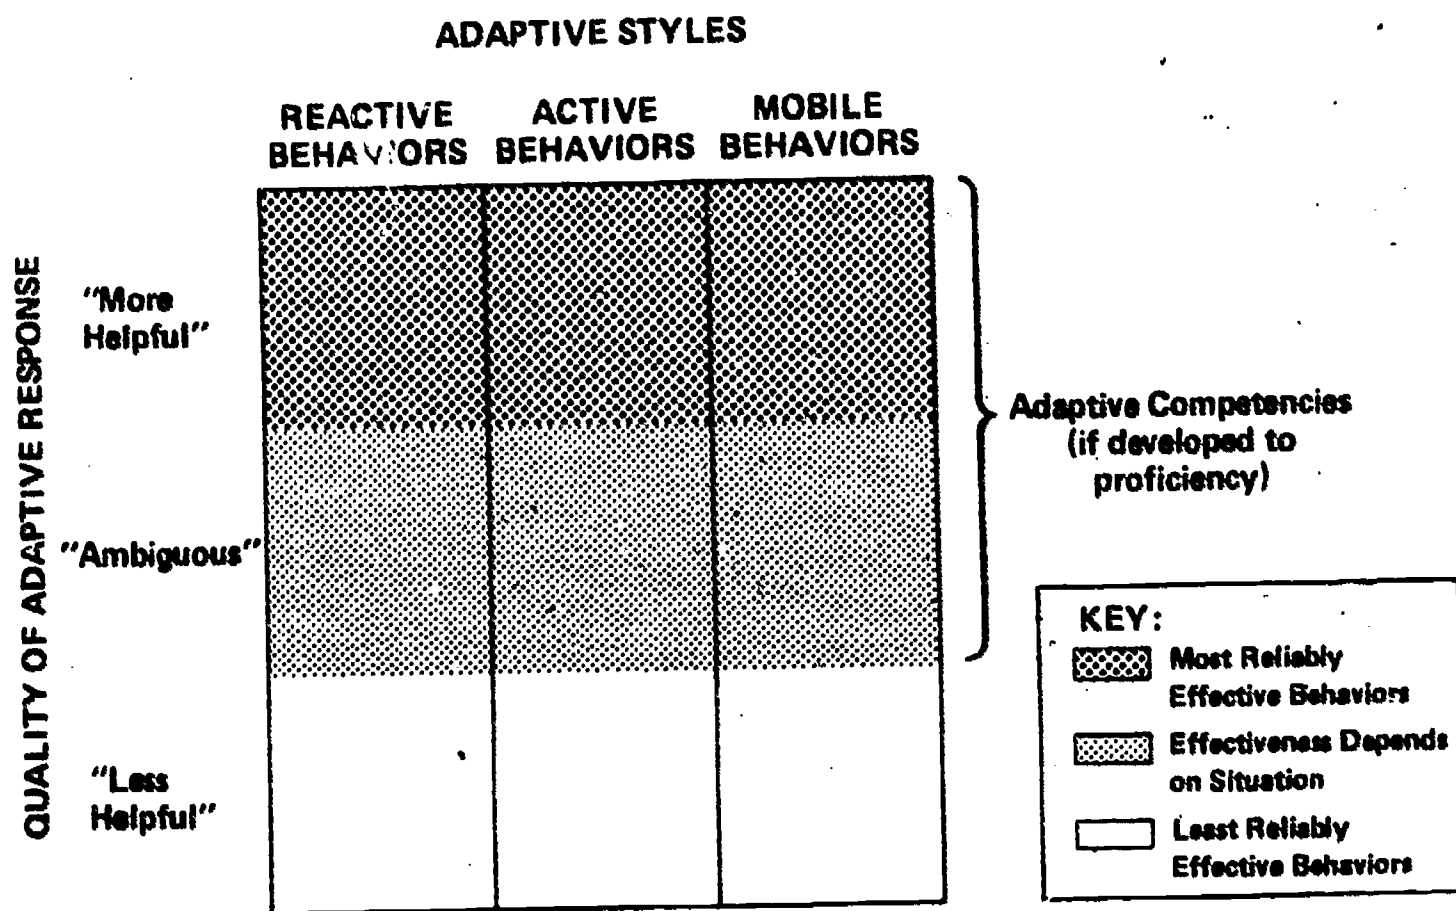 ADAPTIVE STYLES
REACTIVE
BEHAVIORS
ACTIVE
BEHAVIORS
MOBILE
BEHAVIORS
QUALITY OF ADAPTIVE RESPONSE
"More
Helpful"
"Ambiguous"
"Less
Helpful"
Adaptive Competencies
(if developed to
proficiency)
KEY:
Most Reliably
Effective Behaviors
Effectiveness Depends
on Situation
Least Reliably
Effective Behaviors